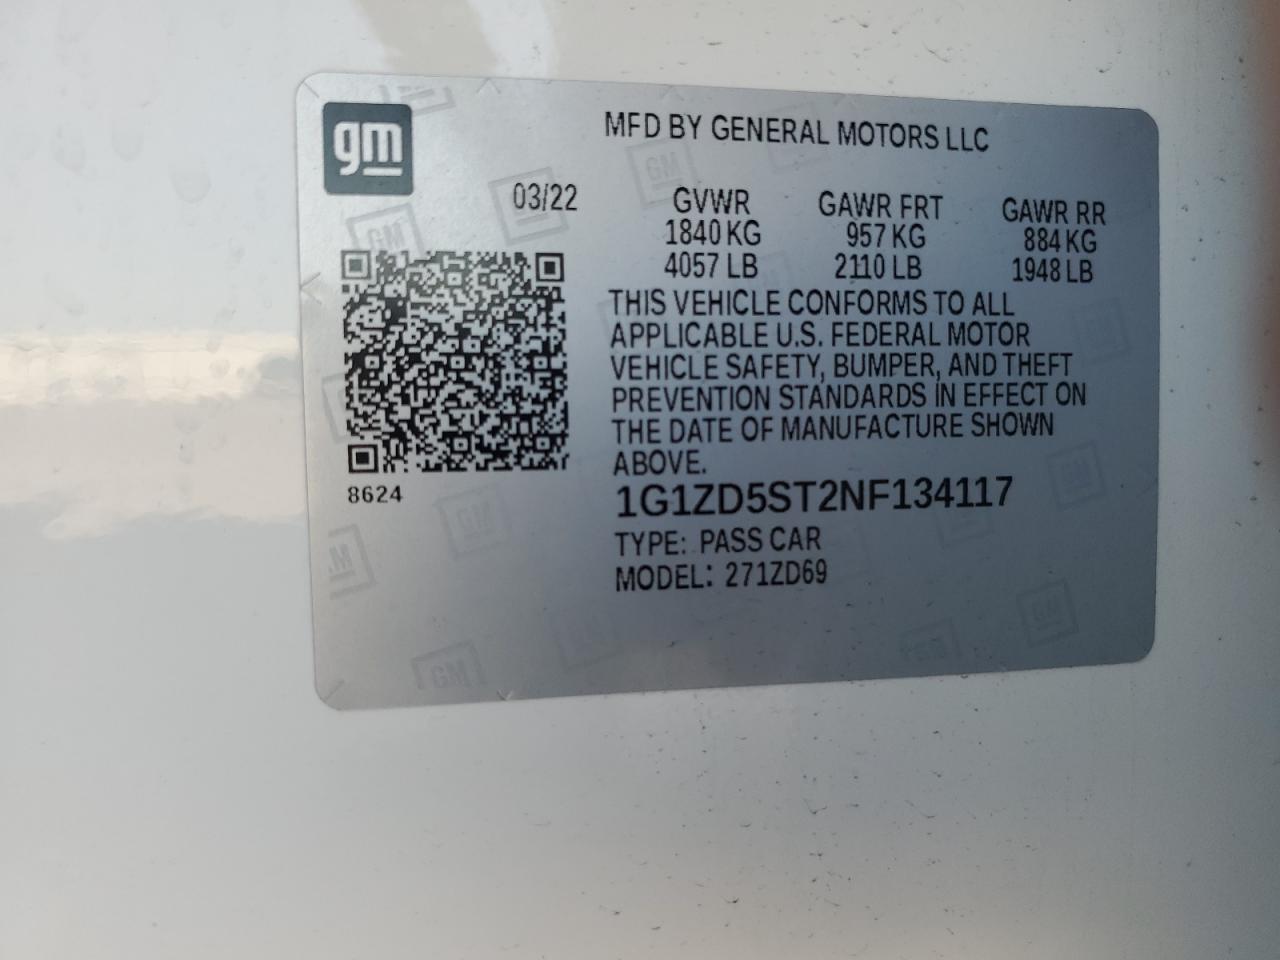 gm
MFD BY GENERAL MOTORS LLC
03/22 GVWR GAWR FRT GAWR RR
1840 KG 957 KG 884 KG
4057 LB 2110 LB 1948 LB
THIS VEHICLE CONFORMS TO ALL
APPLICABLE U.S. FEDERAL MOTOR
VEHICLE SAFETY, BUMPER, AND THEFT
PREVENTION STANDARDS IN EFFECT ON
THE DATE OF MANUFACTURE SHOWN
ABOVE.
8624
1G1ZD5ST2NF134117
TYPE: PASS CAR
MODEL: 271ZD69